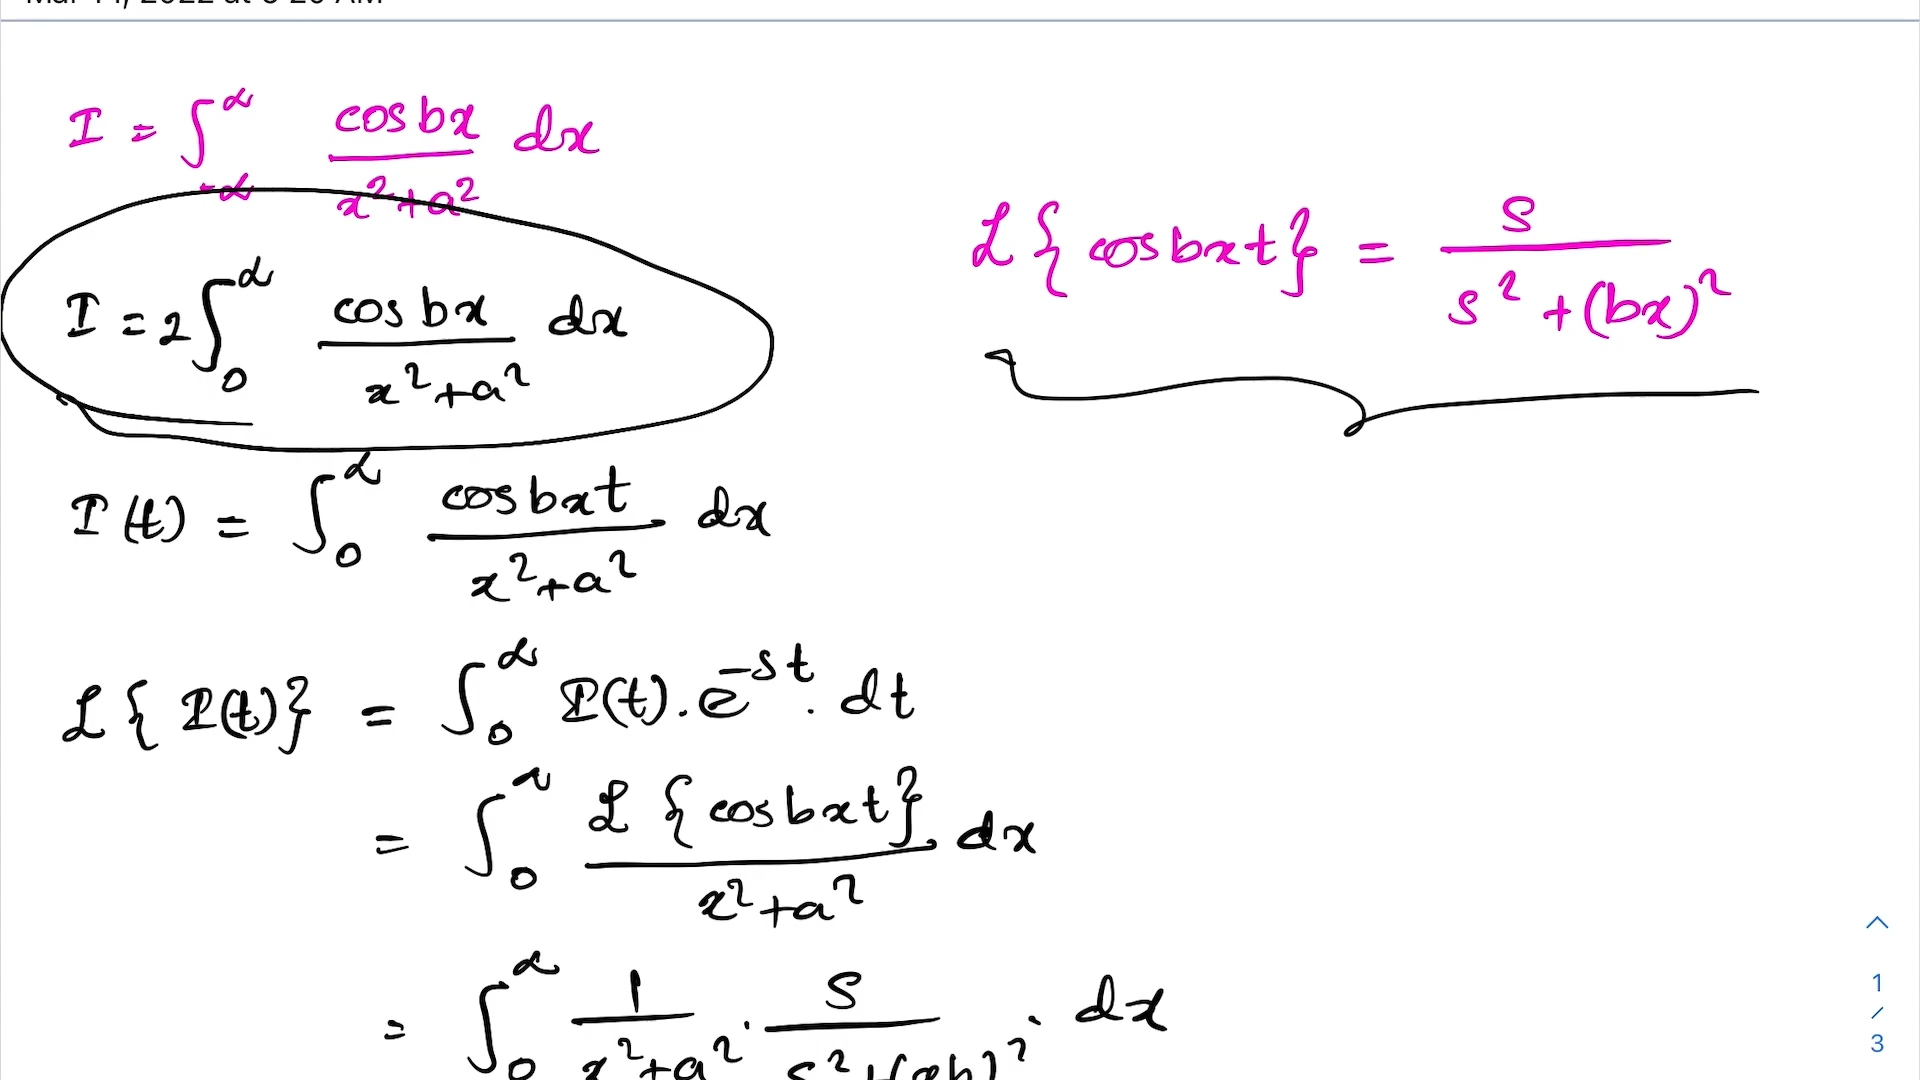 I = ∫_{-∞}^{∞} cos bx / (x² + a²) dx
I = 2 ∫_0^∞ cos bx / (x² + a²) dx
ℒ{cos bxt} = s / (s² + (bx)²)
I(t) = ∫_0^∞ cos bxt / (x² + a²) dx
ℒ{I(t)} = ∫_0^∞ I(t) . e^{-st} . dt
= ∫_0^∞ ℒ{cos bxt} / (x² + a²) . dx
= ∫_0^∞ 1 / (x² + a²) . s / (s² + (xb)²) . dx
1
/
3